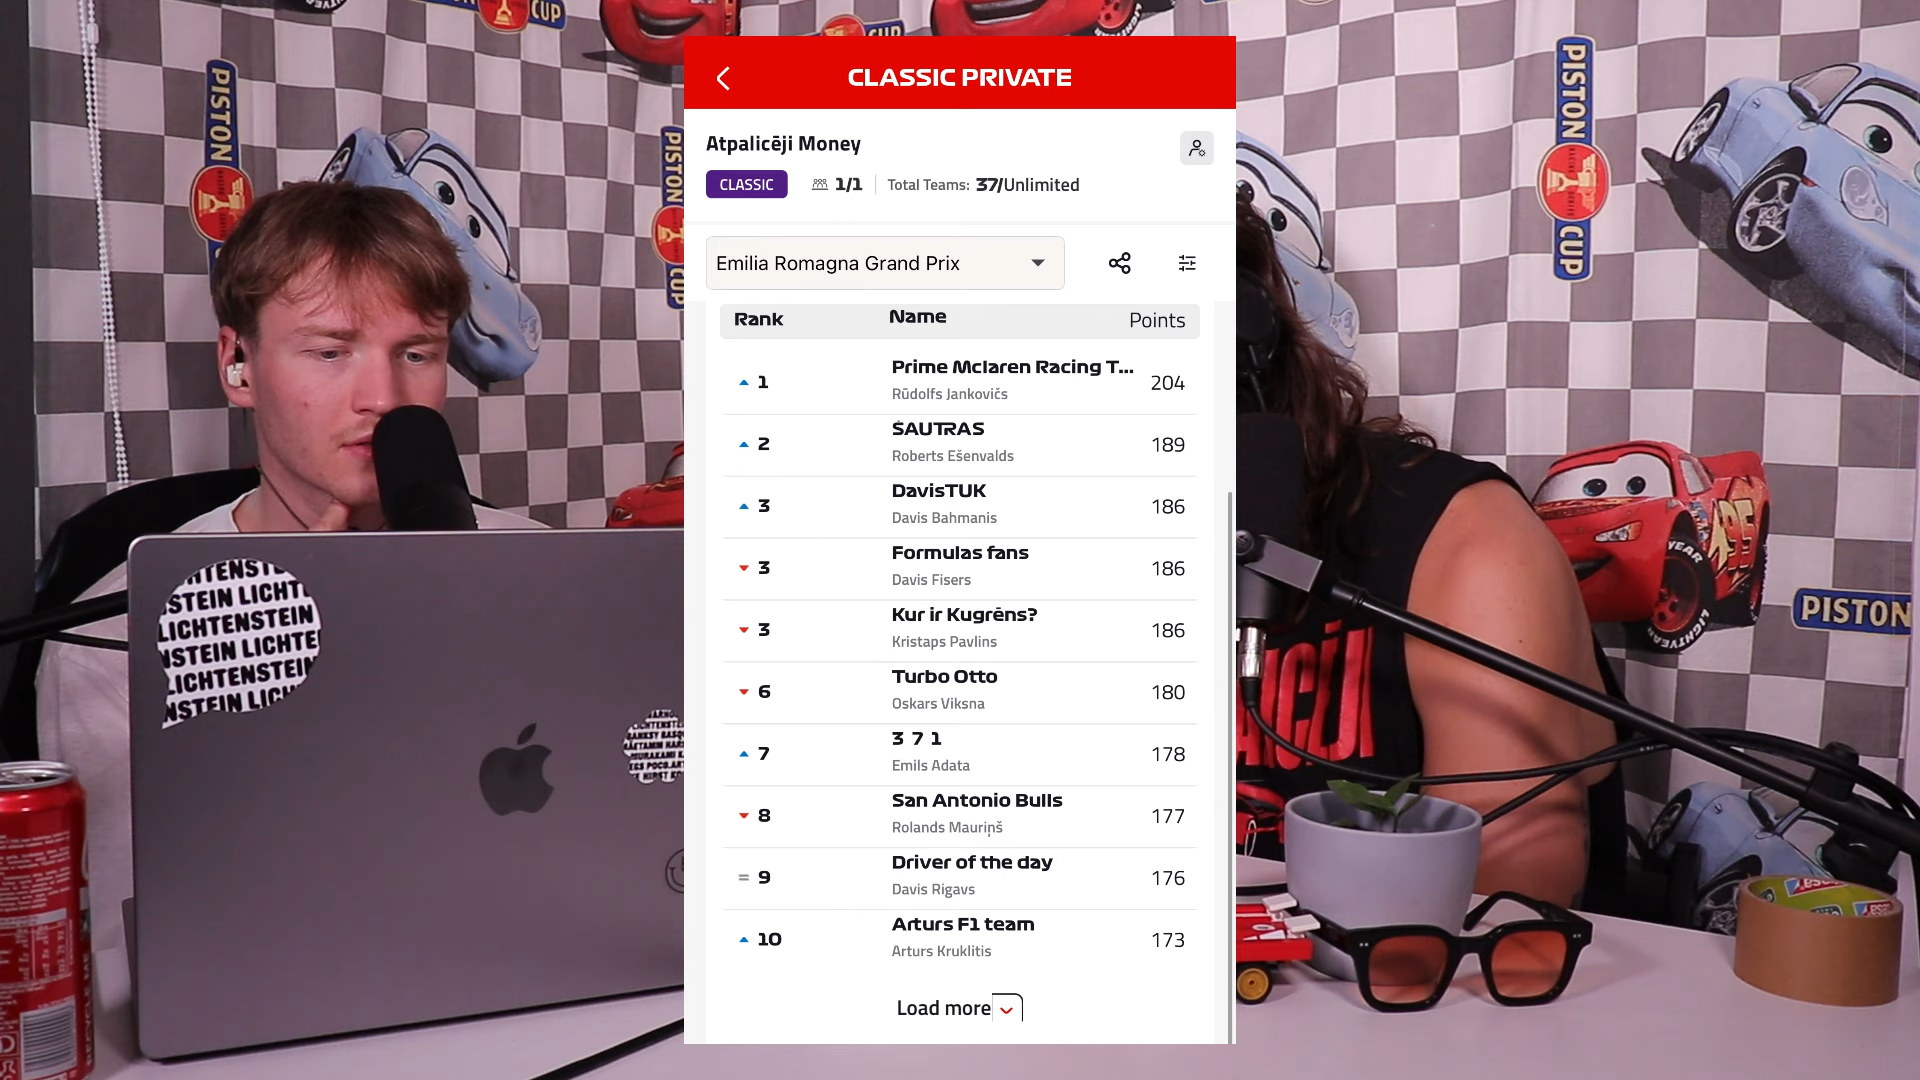 CLASSIC PRIVATE
Atpalicēji Money
CLASSIC
1/1
Total Teams: 37/Unlimited
Emilia Romagna Grand Prix
Rank Name Points
1 Prime Mclaren Racing T... 204
Rūdolfs Jankovičs
2 ŠAUTRAS 189
Roberts Ešenvalds
3 DavisTUK 186
Davis Bahmanis
3 Formulas fans 186
Davis Fisers
3 Kur ir Kugrēns? 186
Kristaps Pavlins
6 Turbo Otto 180
Oskars Viksna
7 3 7 1 178
Emils Adata
8 San Antonio Bulls 177
Rolands Mauriņš
= 9 Driver of the day 176
Davis Rigavs
10 Arturs F1 team 173
Arturs Kruklitis
Load more
PISTON
CUP
PISTON
CUP
PISTON
CUP
PISTON
95
LICHTENSTEIN